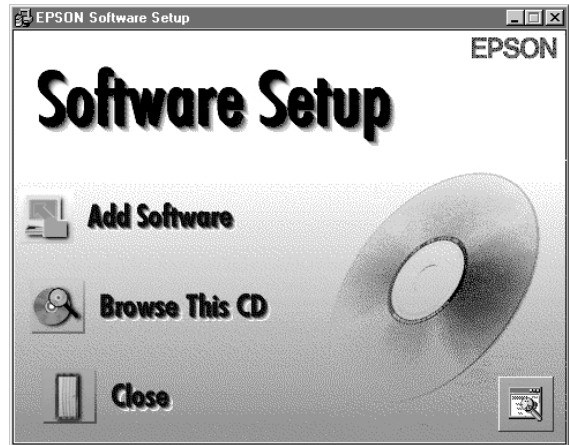 EPSON Software Setup
EPSON
Software Setup
Add Software
Browse This CD
Close